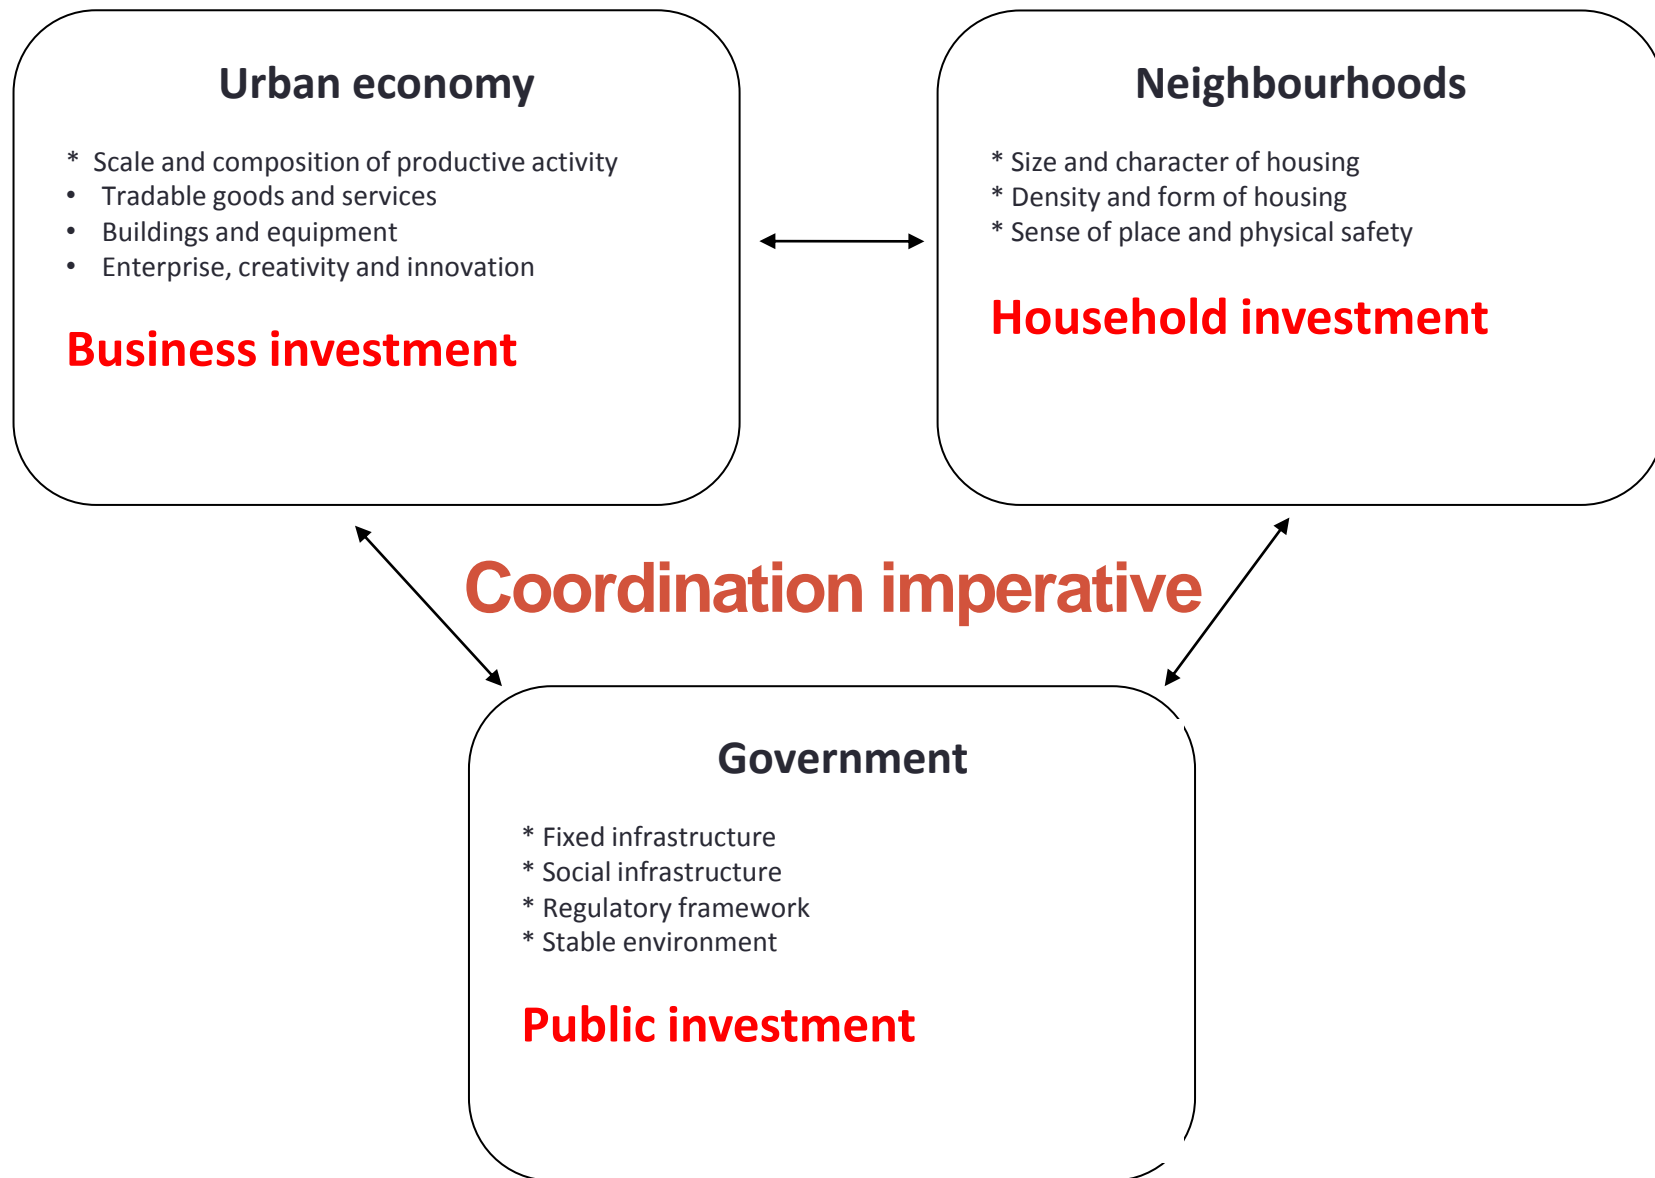 Urban economy
* Scale and composition of productive activity
• Tradable goods and services
• Buildings and equipment
• Enterprise, creativity and innovation
Business investment
Neighbourhoods
* Size and character of housing
* Density and form of housing
* Sense of place and physical safety
Household investment
Coordination imperative
Government
* Fixed infrastructure
* Social infrastructure
* Regulatory framework
* Stable environment
Public investment